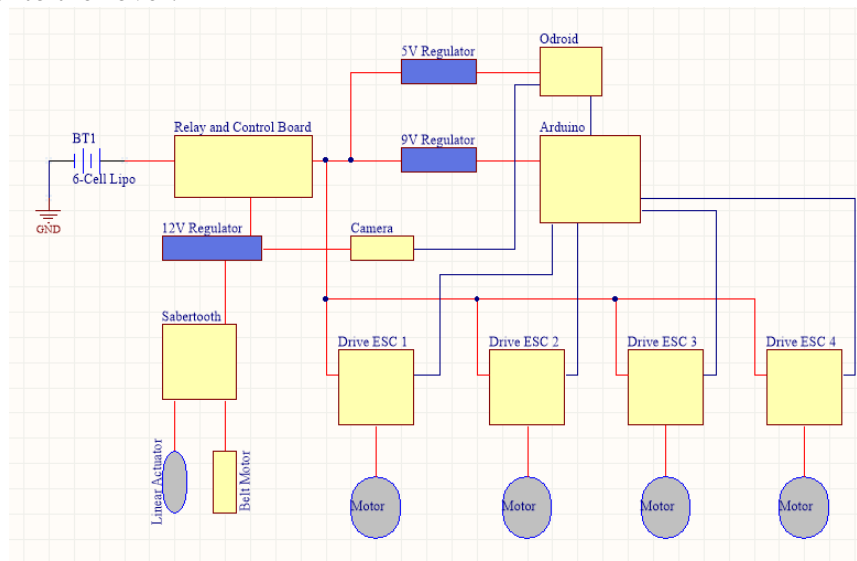 5V Regulator
Odroid
BT1
Relay and Control Board
9V Regulator
Arduino
6-Cell Lipo
GND
12V Regulator
Camera
Sabertooth
Drive ESC 1
Drive ESC 2
Drive ESC 3
Drive ESC 4
Linear Actuator
Belt Motor
Motor
Motor
Motor
Motor